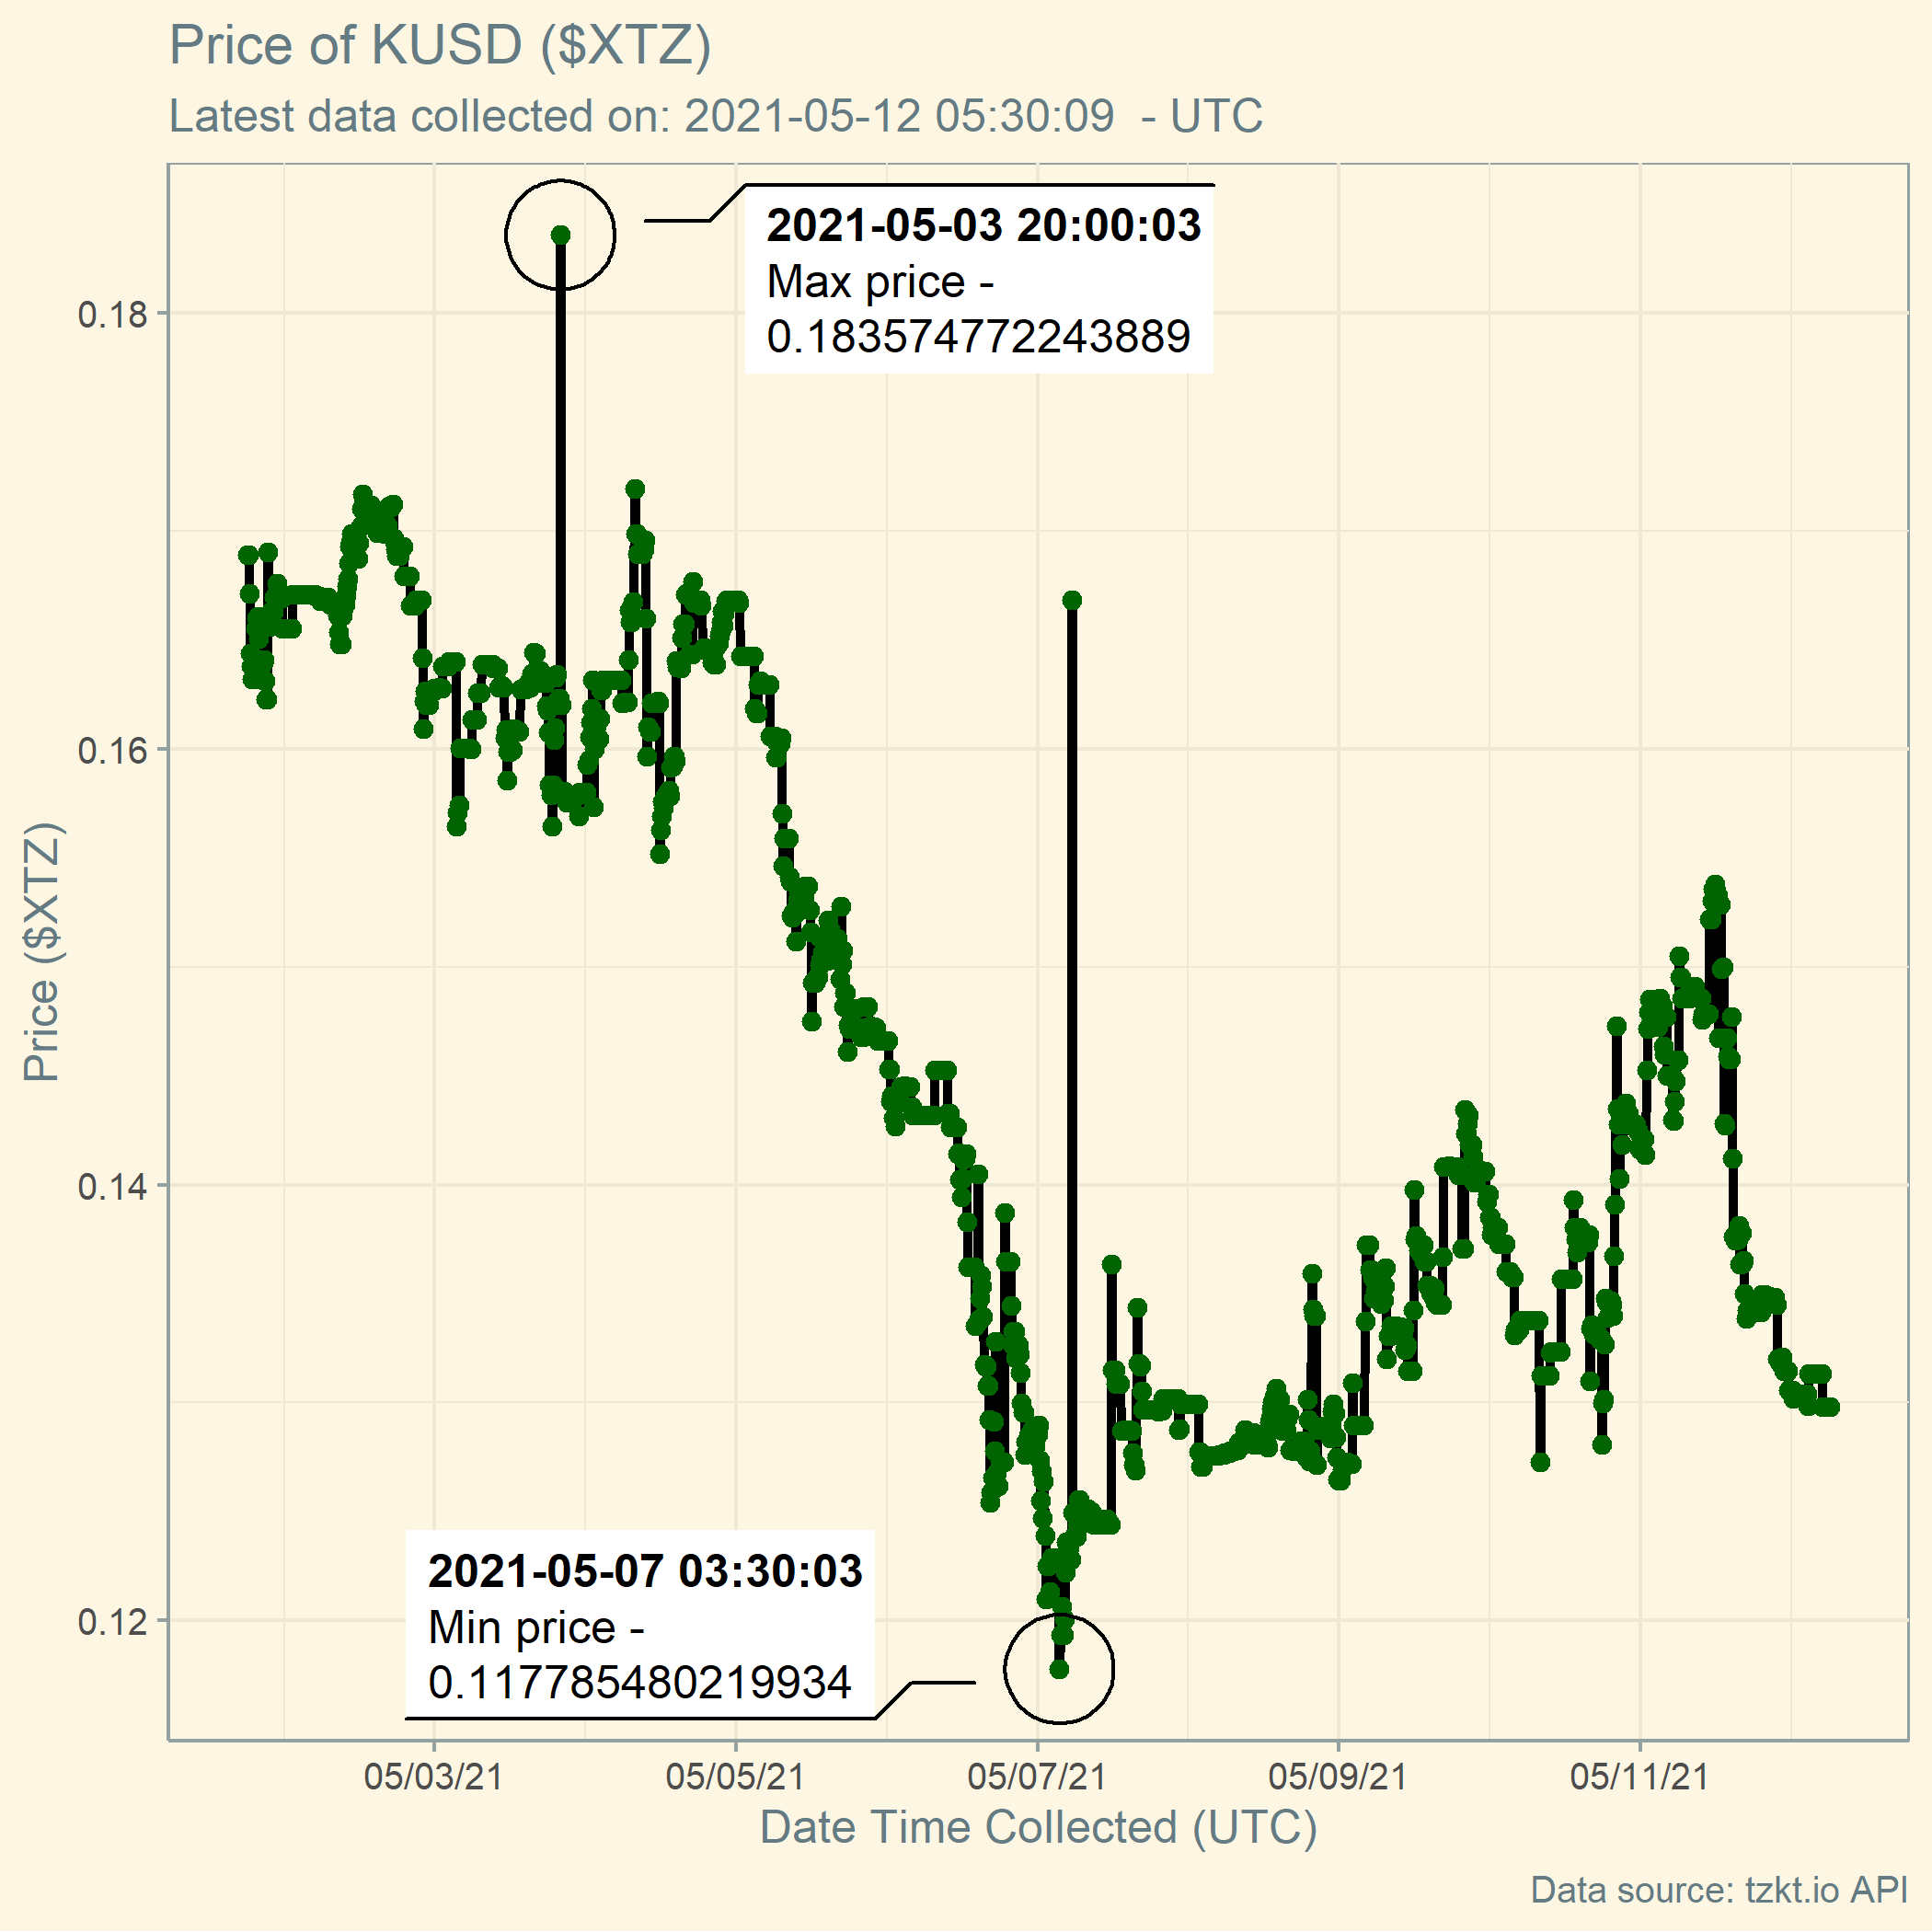 Price of KUSD ($XTZ)
Latest data collected on: 2021-05-12 05:30:09  - UTC
2021-05-03 20:00:03
Max price -
0.183574772243889
0.18
0.16
0.14
0.12
Price ($XTZ)
2021-05-07 03:30:03
Min price -
0.117785480219934
05/03/21
05/05/21
05/07/21
05/09/21
05/11/21
Date Time Collected (UTC)
Data source: tzkt.io API